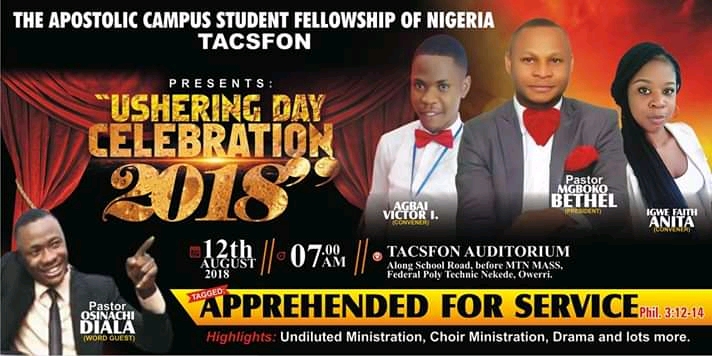 THE APOSTOLIC CAMPUS STUDENT FELLOWSHIP OF NIGERIA
TACSFON
PRESENTS:
"USHERING DAY
CELEBRATION
2018"
AGBAI
VICTOR I.
(CONVENER)
Pastor
MGBOKO
BETHEL
(PRESIDENT)
IGWE FAITH
ANITA
(CONVENER)
12th
AUGUST
2018
07.00
AM
TACSFON AUDITORIUM
Along School Road, before MTN MASS,
Federal Poly Technic Nekede, Owerri.
Pastor
OSINACHI
DIALA
(WORD GUEST)
TAGGED:
APPREHENDED FOR SERVICE Phil. 3:12-14
Highlights: Undiluted Ministration, Choir Ministration, Drama and lots more.